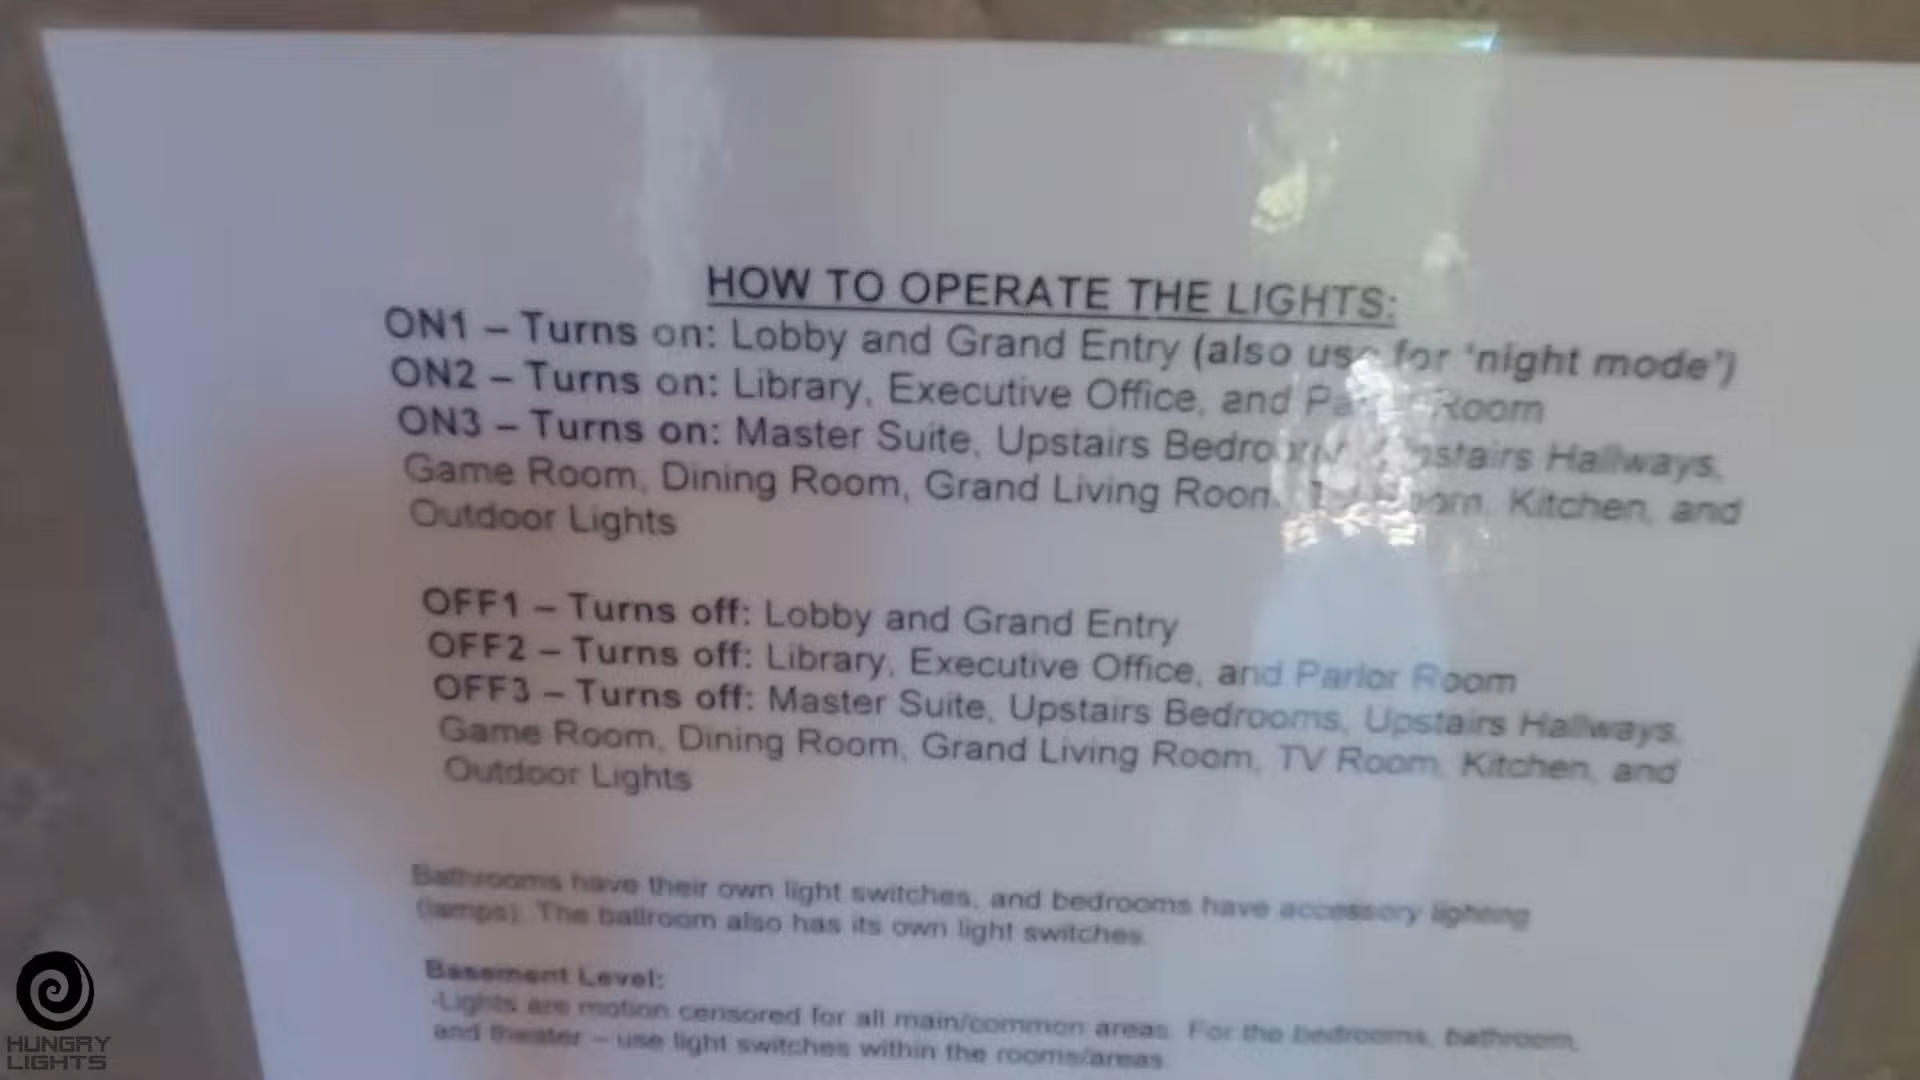 HOW TO OPERATE THE LIGHTS:
ON1 – Turns on: Lobby and Grand Entry (also use for 'night mode')
ON2 – Turns on: Library, Executive Office, and Parlor Room
ON3 – Turns on: Master Suite, Upstairs Bedrooms, Upstairs Hallways,
Game Room, Dining Room, Grand Living Room, TV Room, Kitchen, and
Outdoor Lights
OFF1 – Turns off: Lobby and Grand Entry
OFF2 – Turns off: Library, Executive Office, and Parlor Room
OFF3 – Turns off: Master Suite, Upstairs Bedrooms, Upstairs Hallways,
Game Room, Dining Room, Grand Living Room, TV Room, Kitchen, and
Outdoor Lights
Bathrooms have their own light switches, and bedrooms have accessory lighting
(lamps). The ballroom also has its own light switches.
Basement Level:
-Lights are motion censored for all main/common areas. For the bedrooms, bathroom,
and theater – use light switches within the rooms/areas.
HUNGRY
LIGHTS